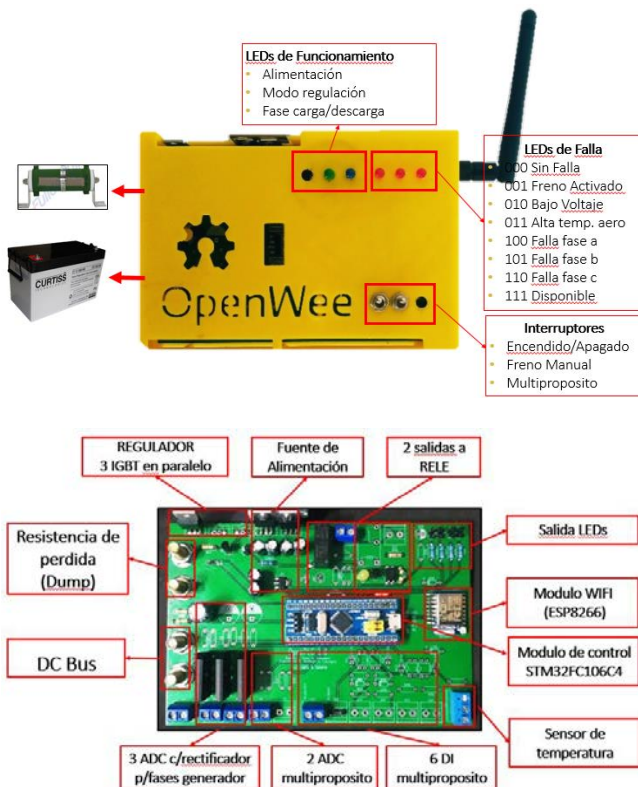 LEDs de Funcionamiento
Alimentación
Modo regulación
Fase carga/descarga
LEDs de Falla
000 Sin Falla
001 Freno Activado
010 Bajo Voltaje
011 Alta temp. aero
100 Falla fase a
101 Falla fase b
110 Falla fase c
111 Disponible
CURTISS
OpenWee
Interruptores
Encendido/Apagado
Freno Manual
Multiproposito
REGULADOR
3 IGBT en paralelo
Fuente de
Alimentación
2 salidas a
RELE
Resistencia de
perdida
(Dump)
Salida LEDs
Modulo WIFI
(ESP8266)
DC Bus
Modulo de control
STM32FC106C4
Sensor de
temperatura
3 ADC c/rectificador
p/fases generador
2 ADC
multiproposito
6 DI
multiproposito